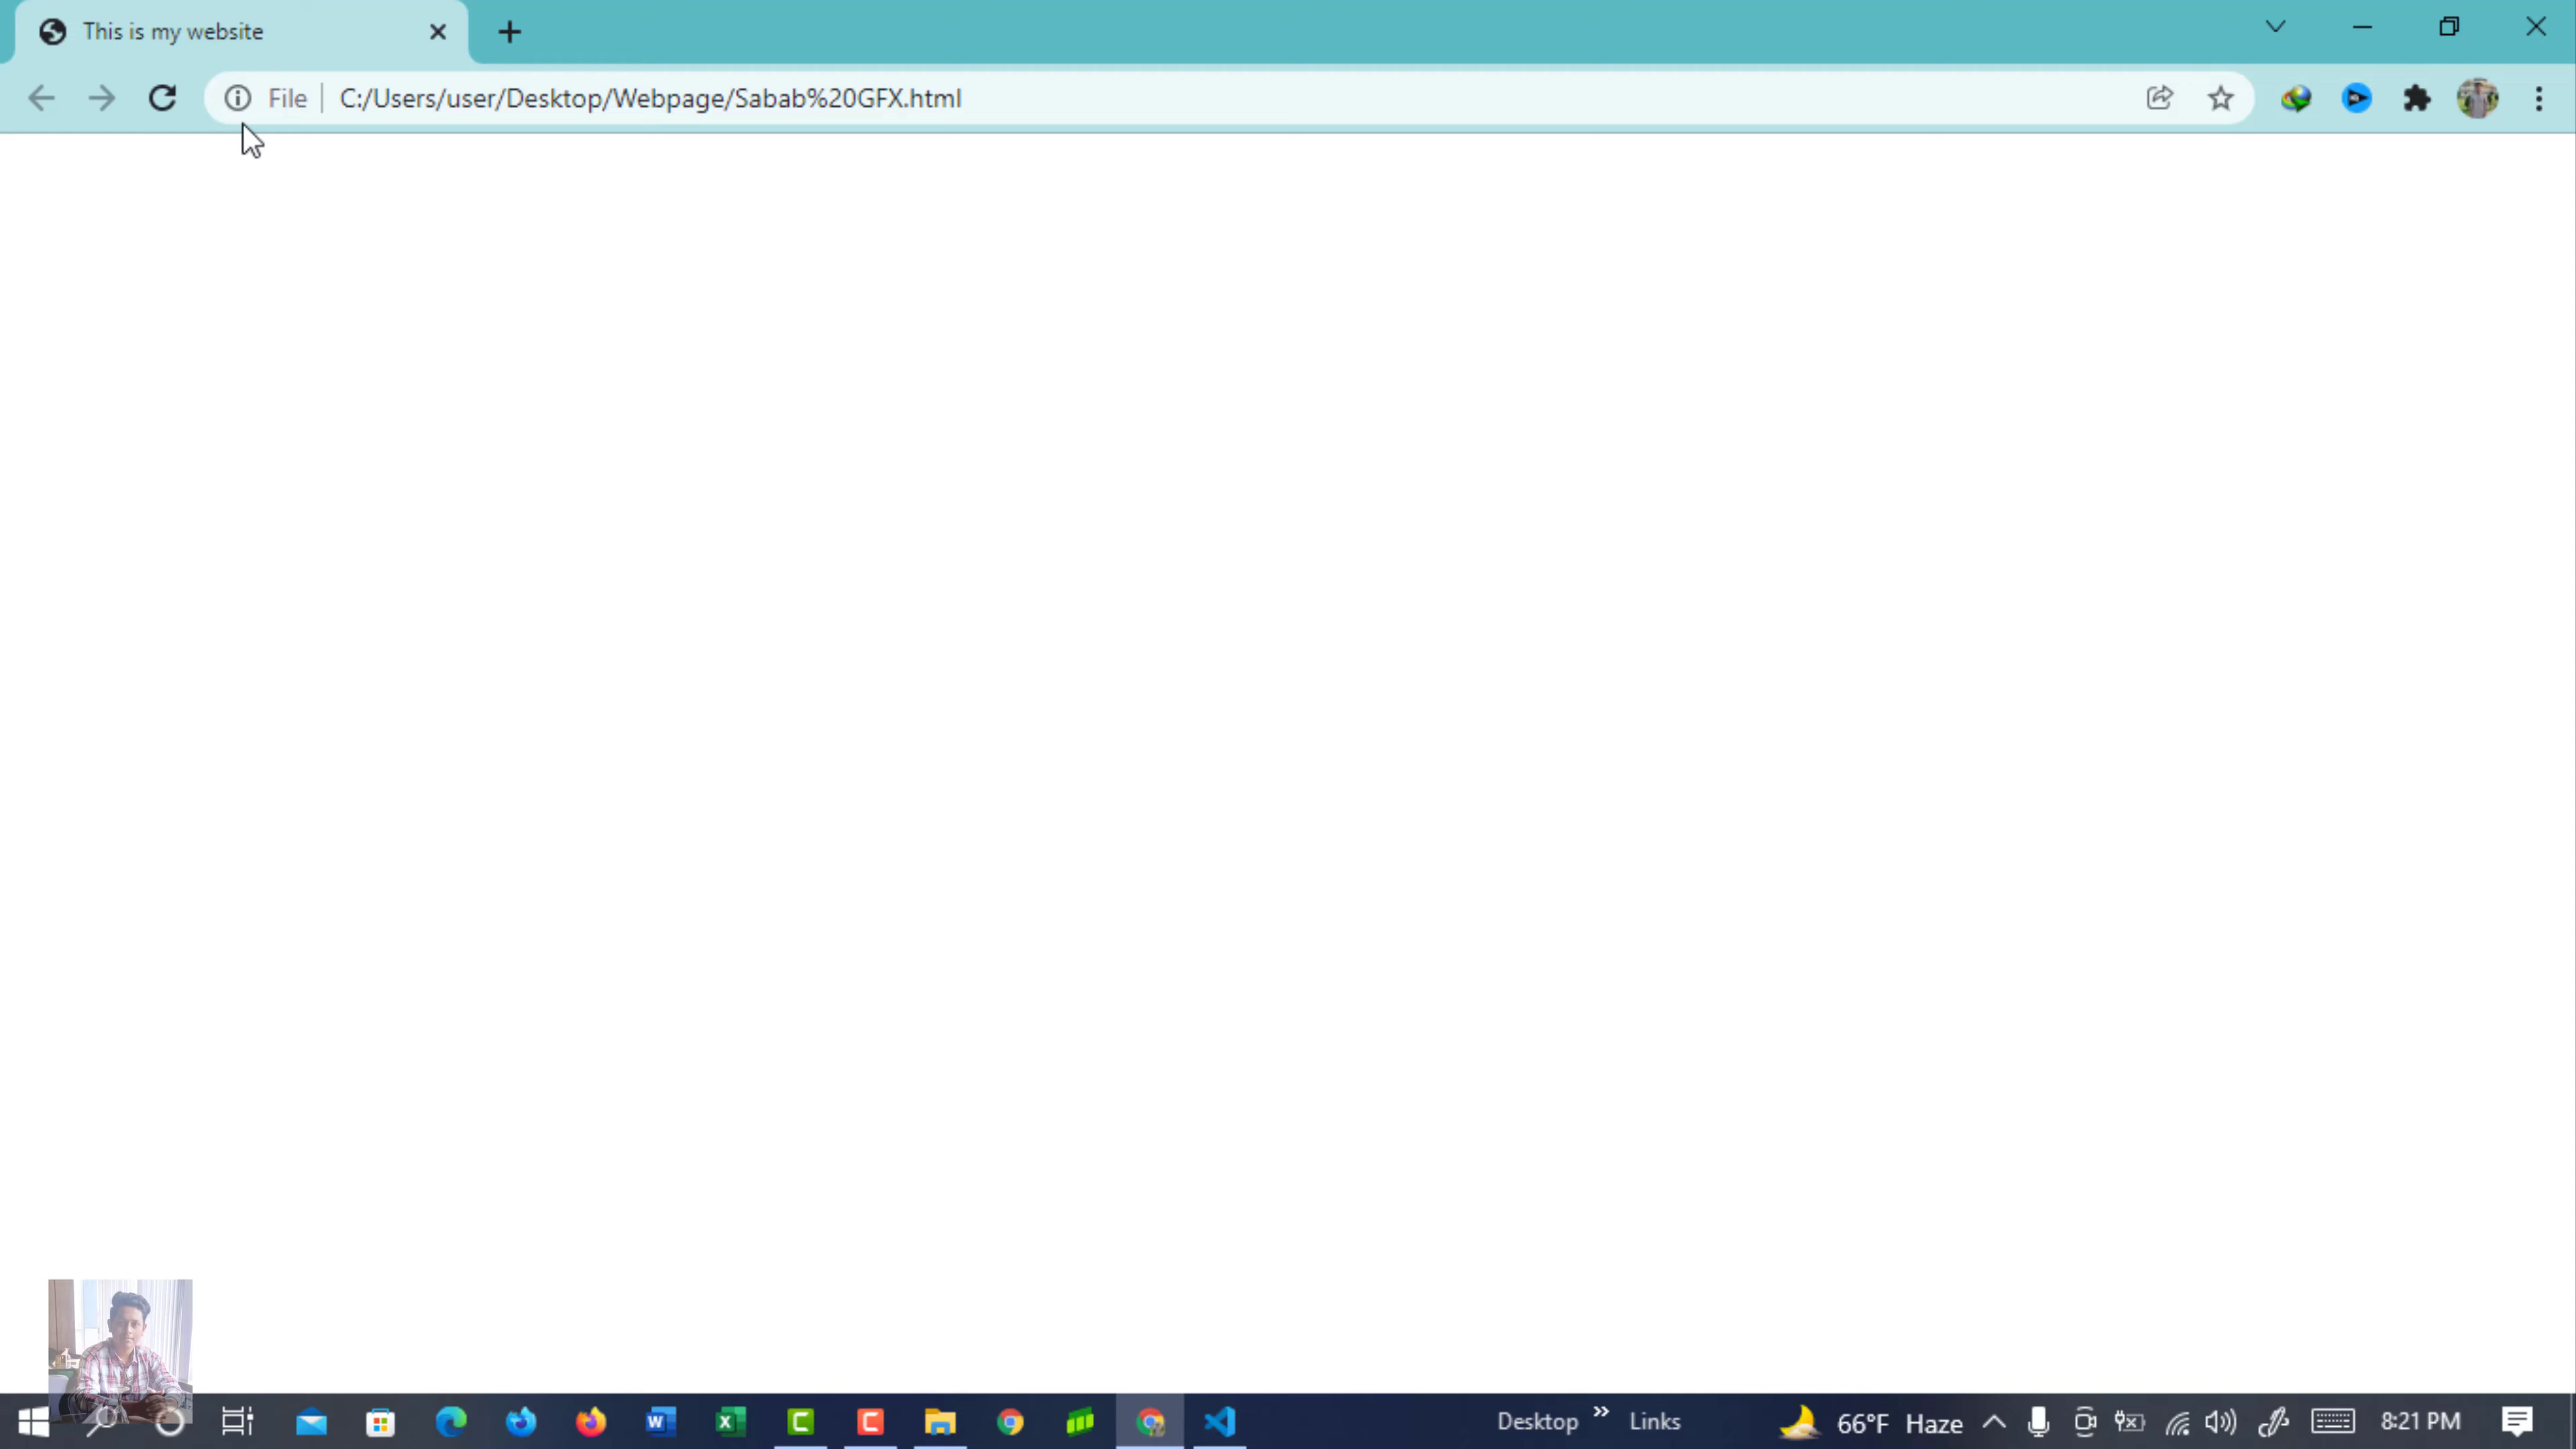 This is my website
File C:/Users/user/Desktop/Webpage/Sabab%20GFX.html
Desktop » Links 66°F Haze 8:21 PM